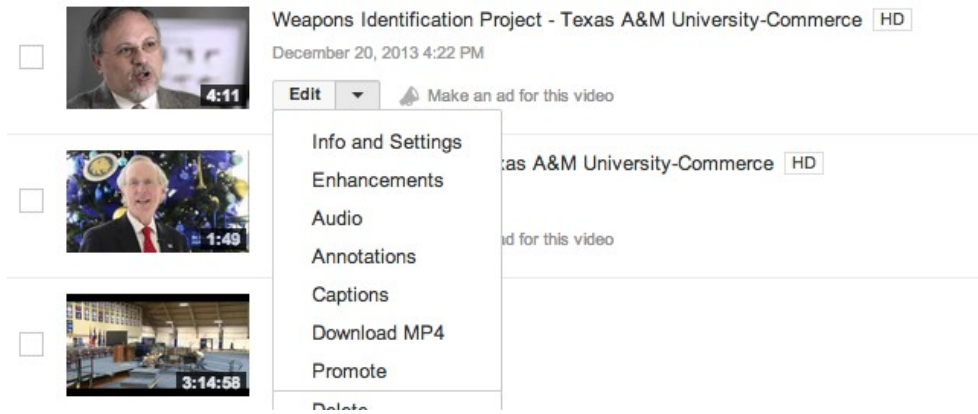 Weapons Identification Project - Texas A&M University-Commerce HD
December 20, 2013 4:22 PM
4:11
Edit Make an ad for this video
Info and Settings
xas A&M University-Commerce HD
Enhancements
Audio
1:49
ad for this video
Annotations
Captions
Download MP4
Promote
3:14:58
Delete